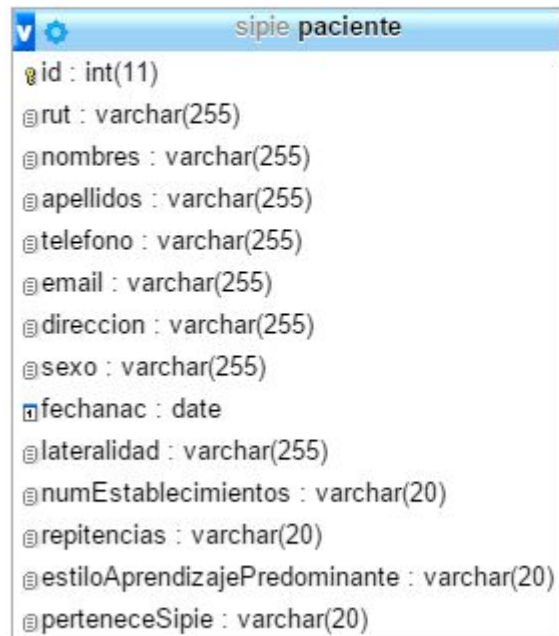 v sipie paciente
id : int(11)
rut : varchar(255)
nombres : varchar(255)
apellidos : varchar(255)
telefono : varchar(255)
email : varchar(255)
direccion : varchar(255)
sexo : varchar(255)
fechanac : date
lateralidad : varchar(255)
numEstablecimientos : varchar(20)
repitencias : varchar(20)
estiloAprendizajePredominante : varchar(20)
perteneceSipie : varchar(20)